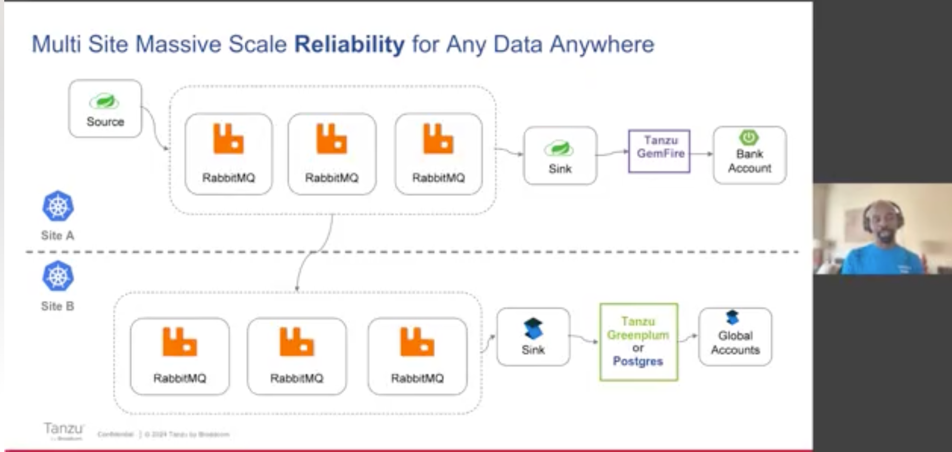 Multi Site Massive Scale Reliability for Any Data Anywhere
Source
RabbitMQ
RabbitMQ
RabbitMQ
Sink
Tanzu
GemFire
Bank
Account
Site A
Site B
RabbitMQ
RabbitMQ
RabbitMQ
Sink
Tanzu
Greenplum
or
Postgres
Global
Accounts
Tanzu
by Broadcom
Confidential | © 2024 Tanzu by Broadcom